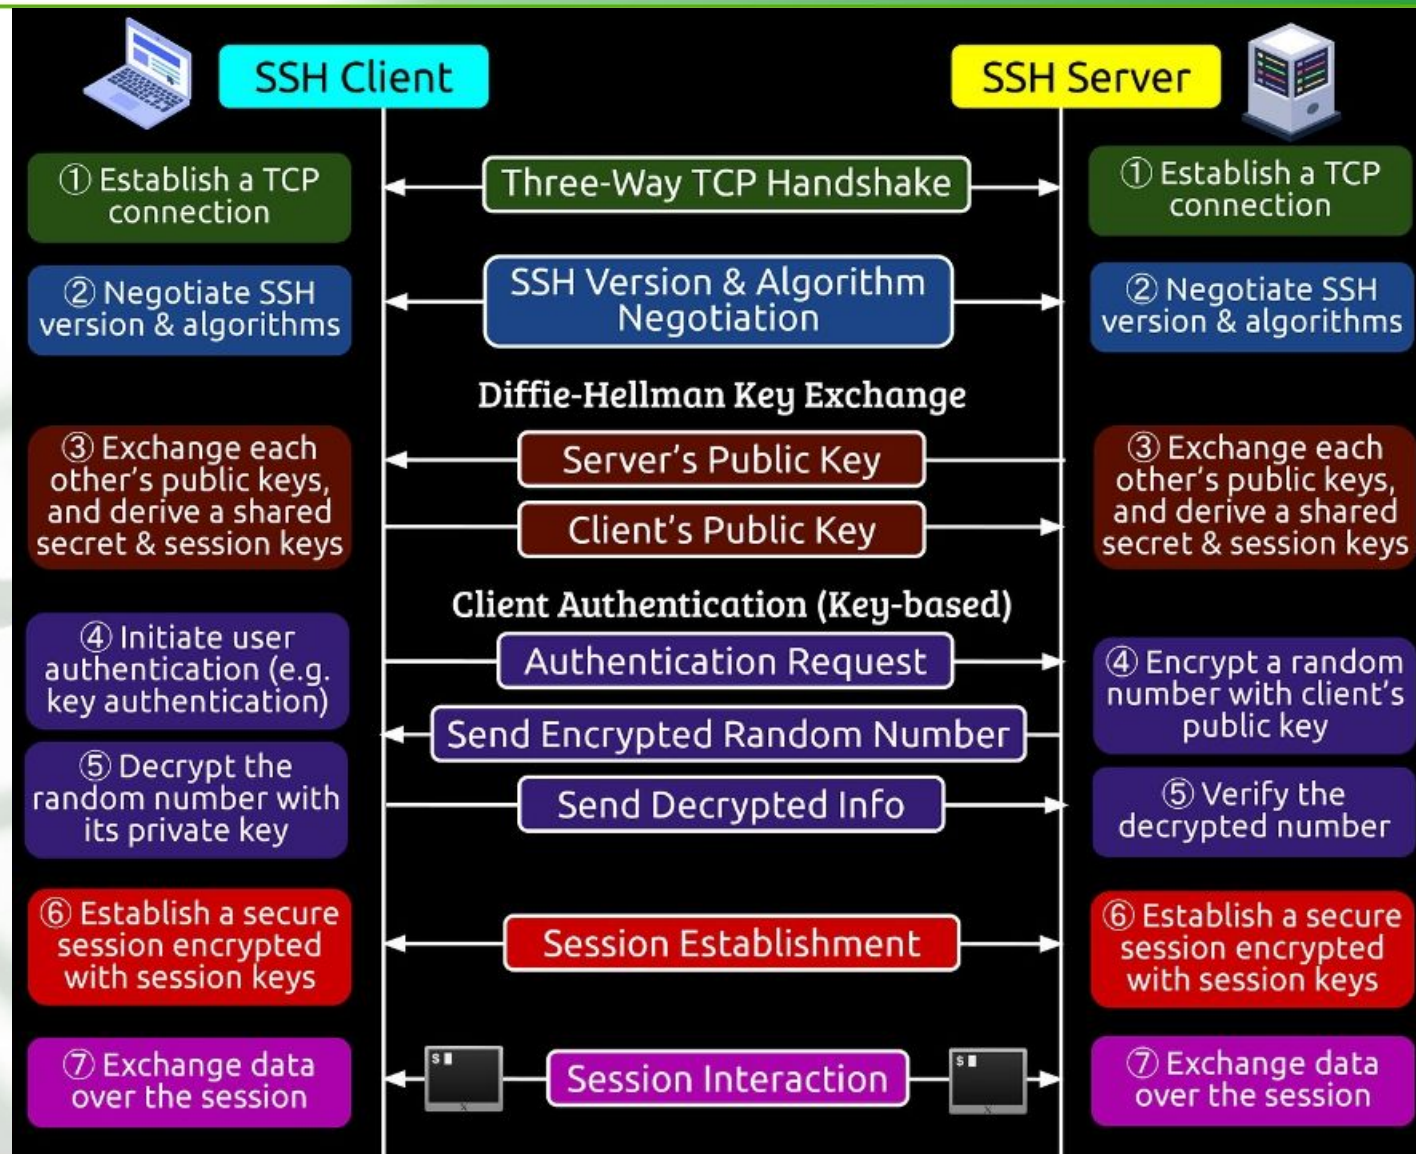 SSH Client
SSH Server
① Establish a TCP
connection
Three-Way TCP Handshake
① Establish a TCP
connection
② Negotiate SSH
version & algorithms
SSH Version & Algorithm
Negotiation
② Negotiate SSH
version & algorithms
Diffie-Hellman Key Exchange
③ Exchange each
other's public keys,
and derive a shared
secret & session keys
Server's Public Key
Client's Public Key
③ Exchange each
other's public keys,
and derive a shared
secret & session keys
Client Authentication (Key-based)
④ Initiate user
authentication (e.g.
key authentication)
Authentication Request
④ Encrypt a random
number with client's
public key
Send Encrypted Random Number
⑤ Decrypt the
random number with
its private key
Send Decrypted Info
⑤ Verify the
decrypted number
⑥ Establish a secure
session encrypted
with session keys
Session Establishment
⑥ Establish a secure
session encrypted
with session keys
⑦ Exchange data
over the session
$
Session Interaction
$
⑦ Exchange data
over the session